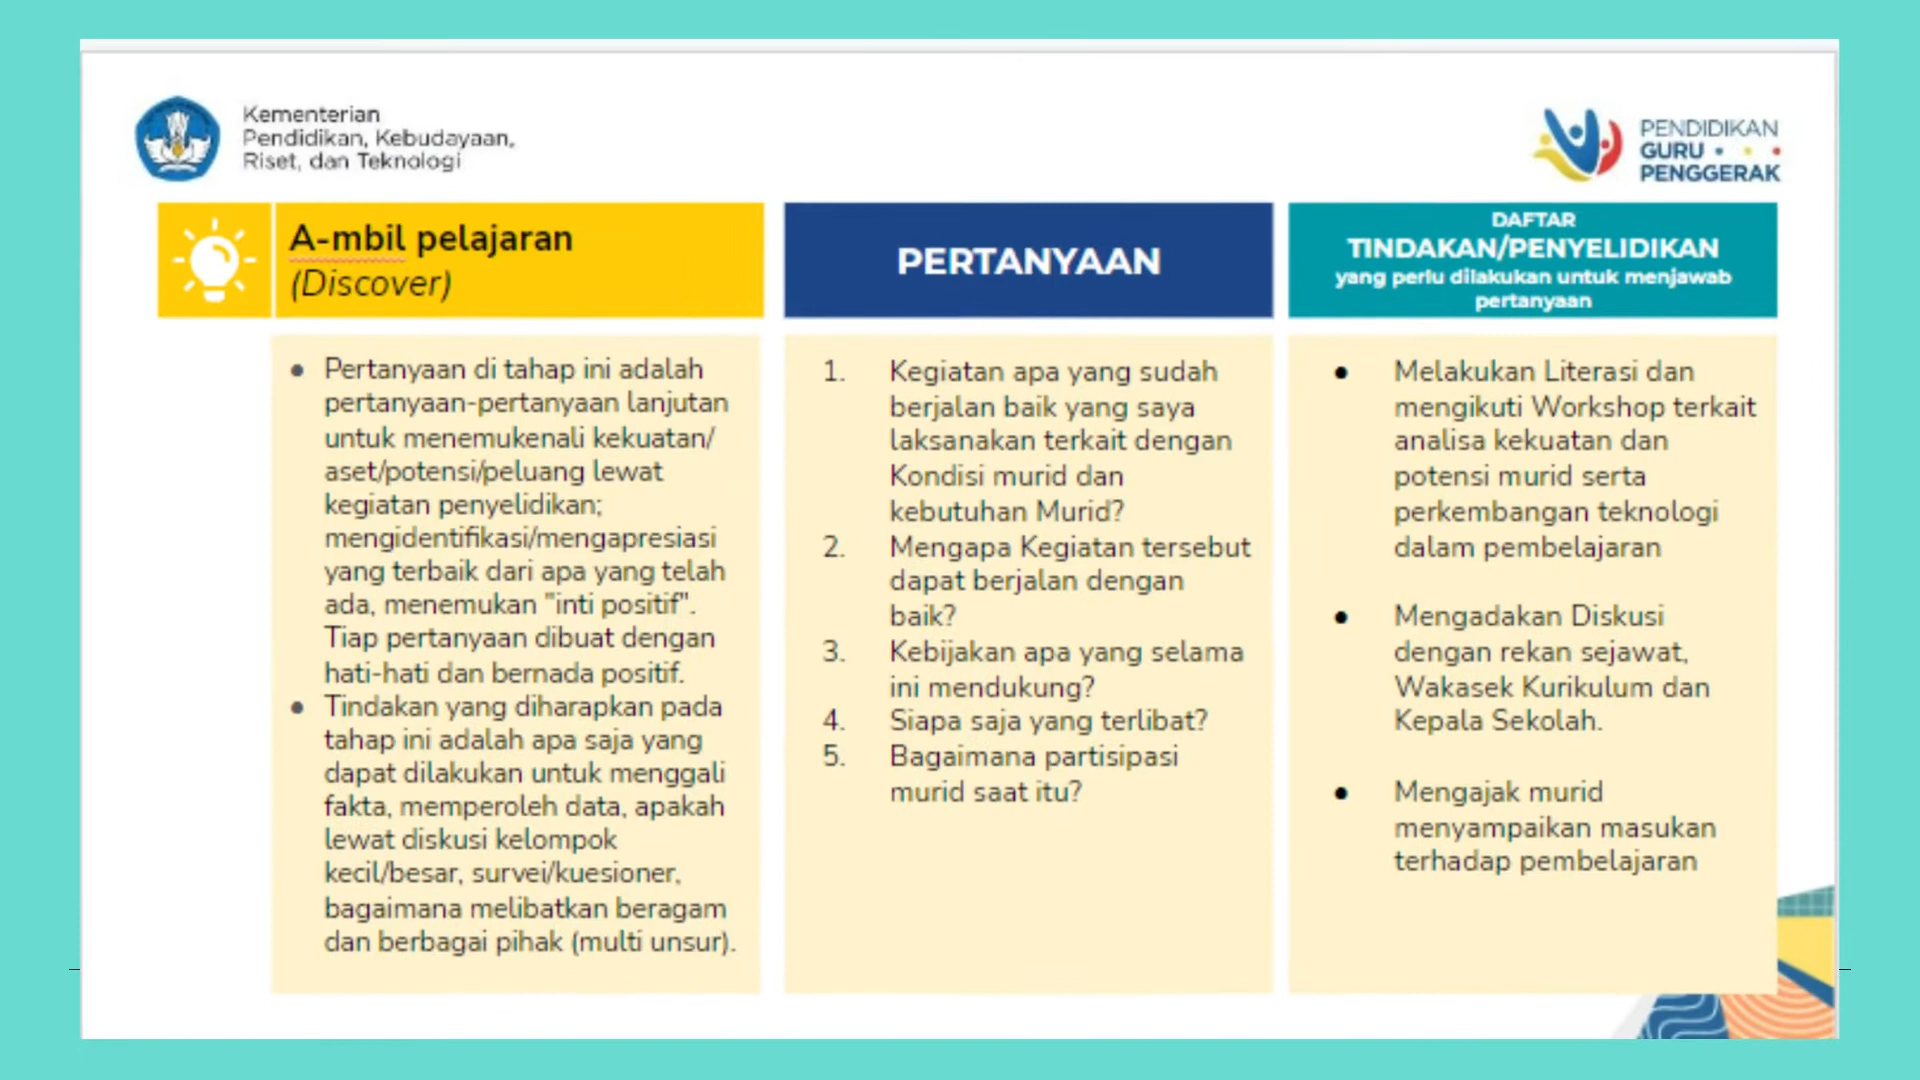 Kementerian
Pendidikan, Kebudayaan,
Riset, dan Teknologi
PENDIDIKAN
GURU
PENGGERAK
A-mbil pelajaran
(Discover)
PERTANYAAN
DAFTAR
TINDAKAN/PENYELIDIKAN
yang perlu dilakukan untuk menjawab
pertanyaan
● Pertanyaan di tahap ini adalah
pertanyaan-pertanyaan lanjutan
untuk menemukenali kekuatan/
aset/potensi/peluang lewat
kegiatan penyelidikan;
mengidentifikasi/mengapresiasi
yang terbaik dari apa yang telah
ada, menemukan "inti positif".
Tiap pertanyaan dibuat dengan
hati-hati dan bernada positif.
● Tindakan yang diharapkan pada
tahap ini adalah apa saja yang
dapat dilakukan untuk menggali
fakta, memperoleh data, apakah
lewat diskusi kelompok
kecil/besar, survei/kuesioner,
bagaimana melibatkan beragam
dan berbagai pihak (multi unsur).
1. Kegiatan apa yang sudah
berjalan baik yang saya
laksanakan terkait dengan
Kondisi murid dan
kebutuhan Murid?
2. Mengapa Kegiatan tersebut
dapat berjalan dengan
baik?
3. Kebijakan apa yang selama
ini mendukung?
4. Siapa saja yang terlibat?
5. Bagaimana partisipasi
murid saat itu?
● Melakukan Literasi dan
mengikuti Workshop terkait
analisa kekuatan dan
potensi murid serta
perkembangan teknologi
dalam pembelajaran
● Mengadakan Diskusi
dengan rekan sejawat,
Wakasek Kurikulum dan
Kepala Sekolah.
● Mengajak murid
menyampaikan masukan
terhadap pembelajaran